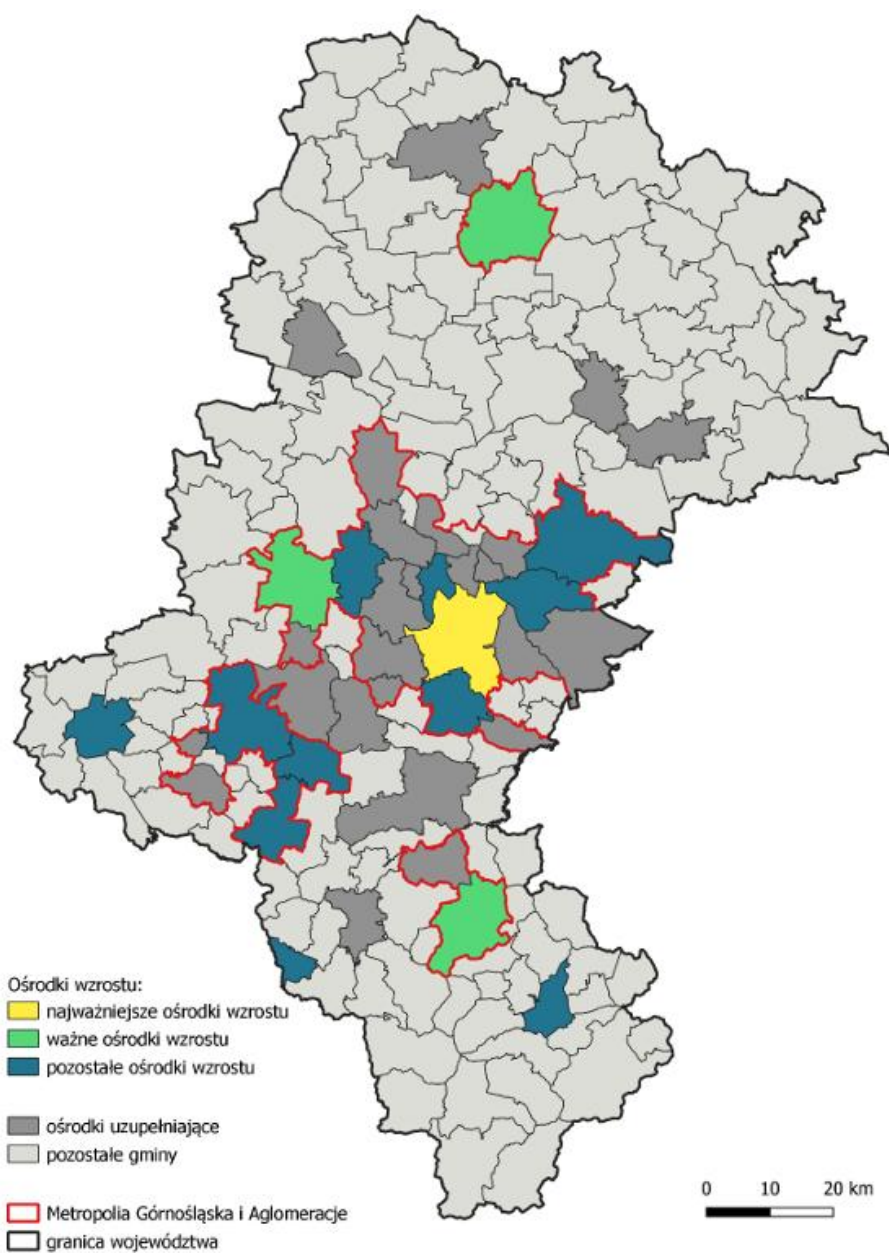 Ośrodki wzrostu:
najważniejsze ośrodki wzrostu
ważne ośrodki wzrostu
pozostałe ośrodki wzrostu
ośrodki uzupełniające
pozostałe gminy
Metropolia Górnośląska i Aglomeracje
granica województwa
0 10 20 km